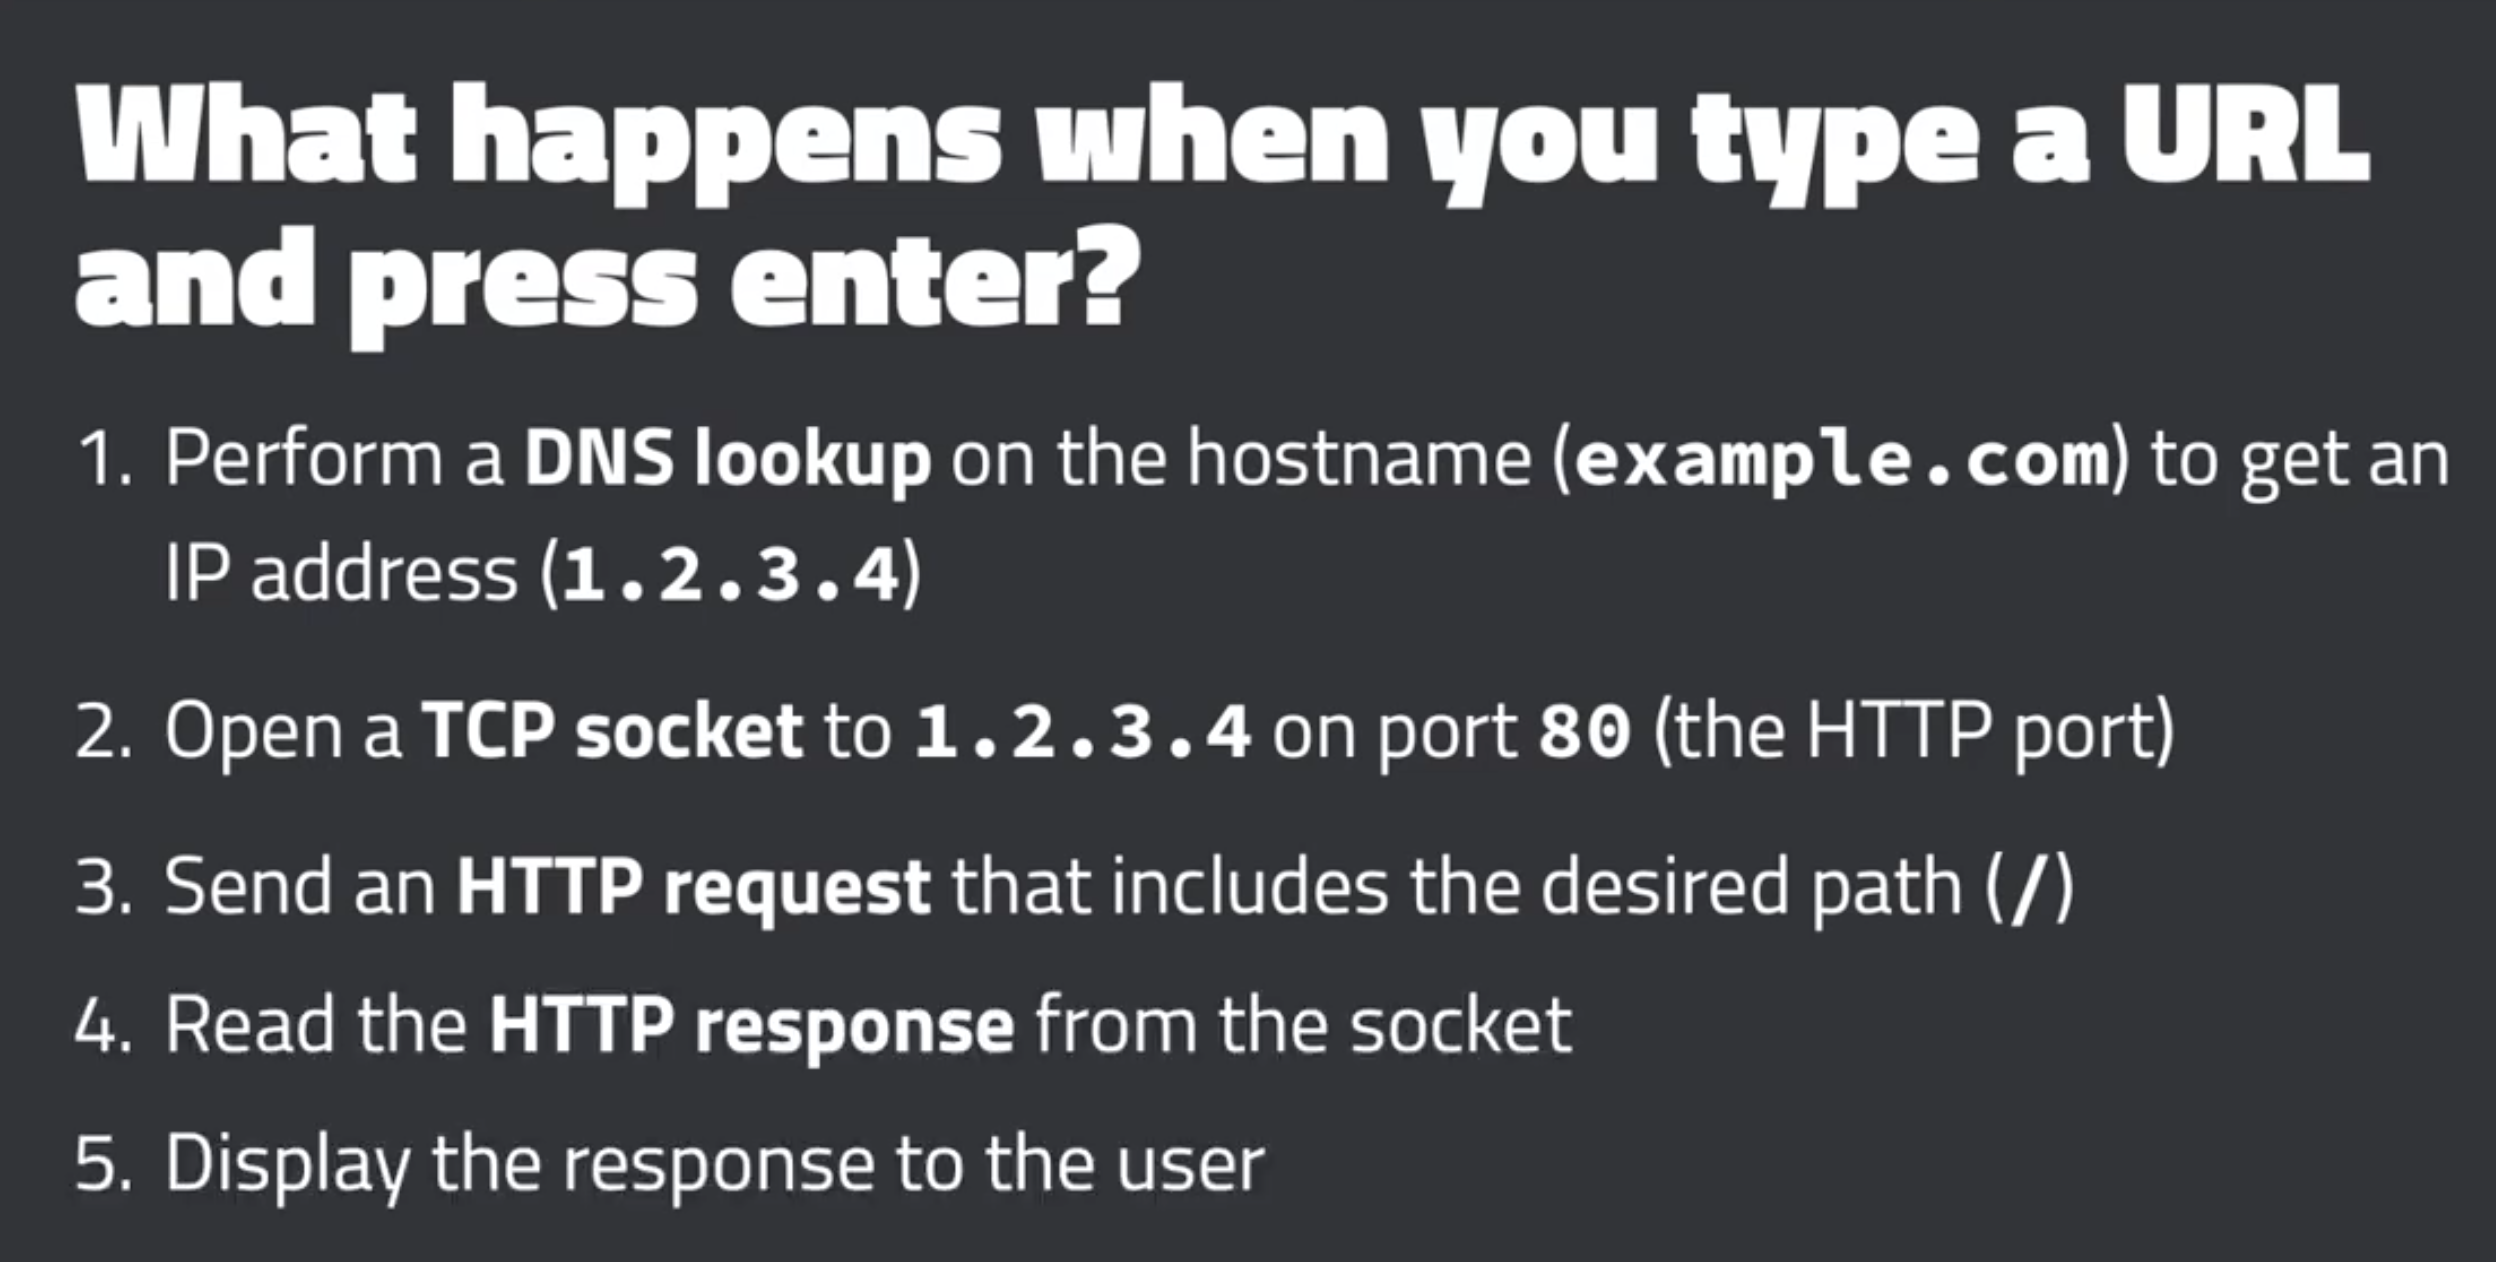 What happens when you type a URL
and press enter?
1. Perform a DNS lookup on the hostname (example.com) to get an
IP address (1.2.3.4)
2. Open a TCP socket to 1.2.3.4 on port 80 (the HTTP port)
3. Send an HTTP request that includes the desired path (/)
4. Read the HTTP response from the socket
5. Display the response to the user